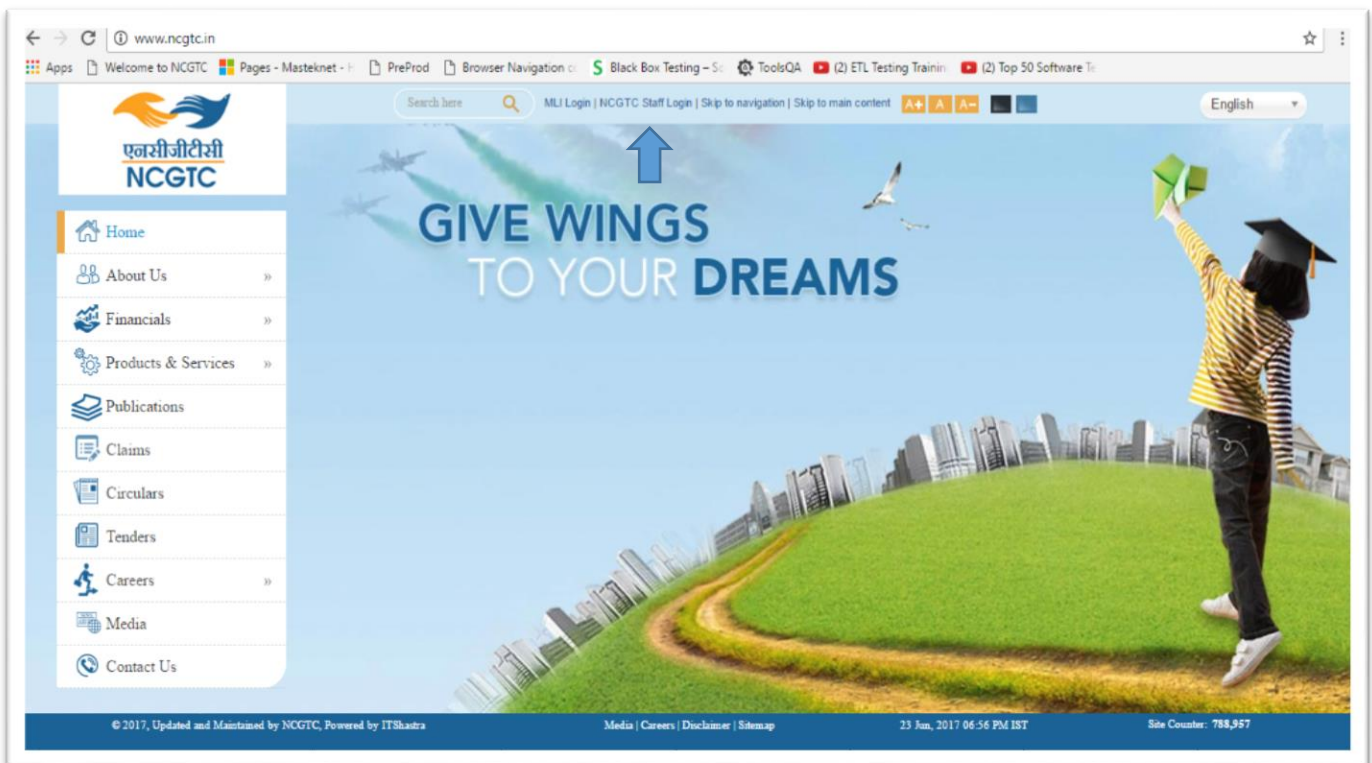 www.ncgtc.in
Apps Welcome to NCGTC Pages - Masteknet - H PreProd Browser Navigation co Black Box Testing – So ToolsQA (2) ETL Testing Trainin (2) Top 50 Software Te
Search here MLI Login | NCGTC Staff Login | Skip to navigation | Skip to main content A+ A A- English
एनसीजीटीसी
NCGTC
GIVE WINGS
TO YOUR DREAMS
Home
About Us »
Financials »
Products & Services »
Publications
Claims
Circulars
Tenders
Careers »
Media
Contact Us
© 2017, Updated and Maintained by NCGTC, Powered by ITShastra Media | Careers | Disclaimer | Sitemap 23 Jun, 2017 06:56 PM IST Site Counter: 788,957